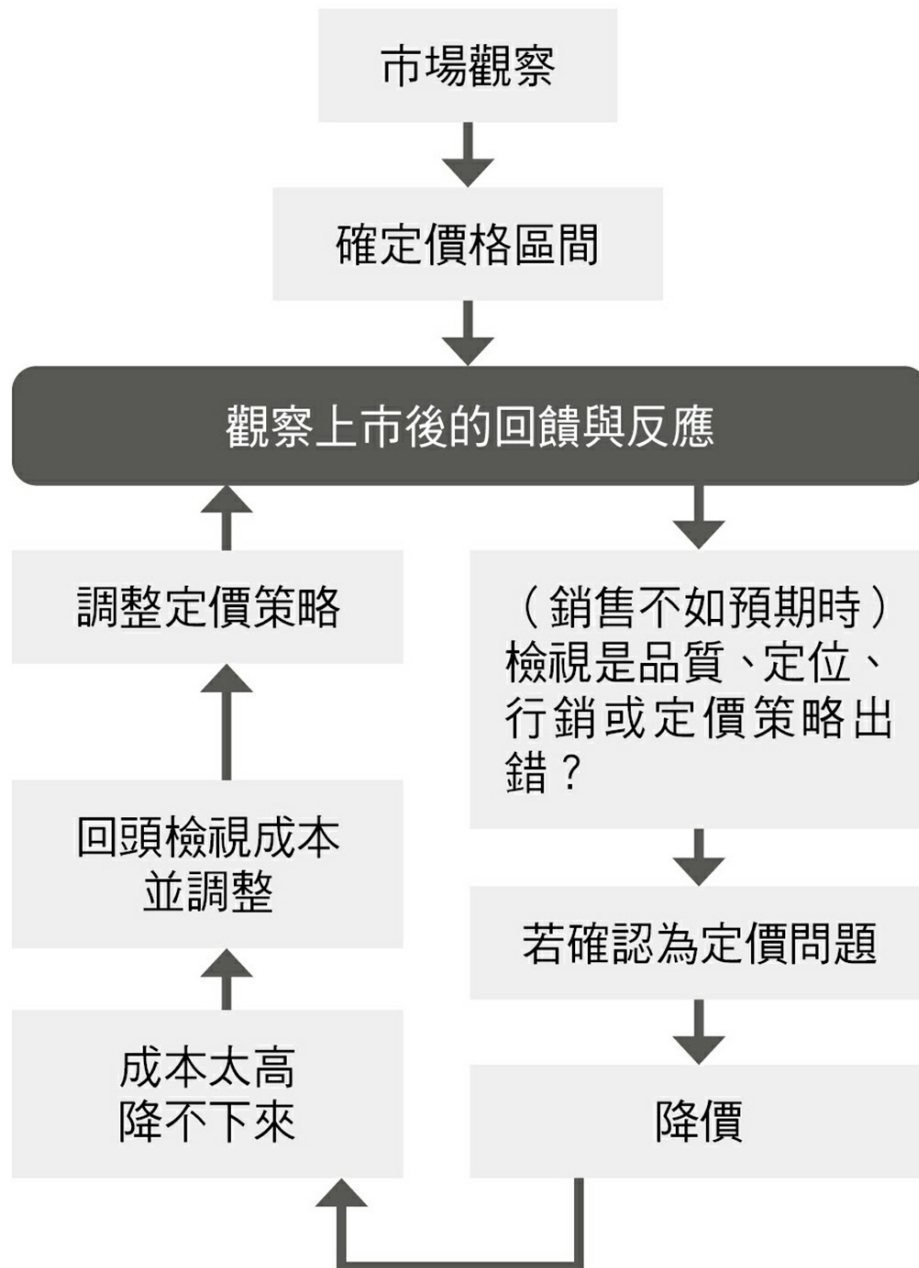 市場觀察
確定價格區間
觀察上市後的回饋與反應
（銷售不如預期時）
檢視是品質、定位、
行銷或定價策略出
錯？
若確認為定價問題
降價
成本太高
降不下來
回頭檢視成本
並調整
調整定價策略